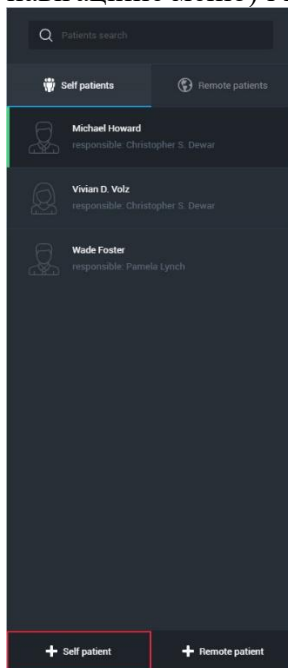 Patients search
Self patients
Remote patients
Michael Howard
responsible: Christopher S. Dewar
Vivian D. Volz
responsible: Christopher S. Dewar
Wade Foster
responsible: Pamela Lynch
+ Self patient
+ Remote patient